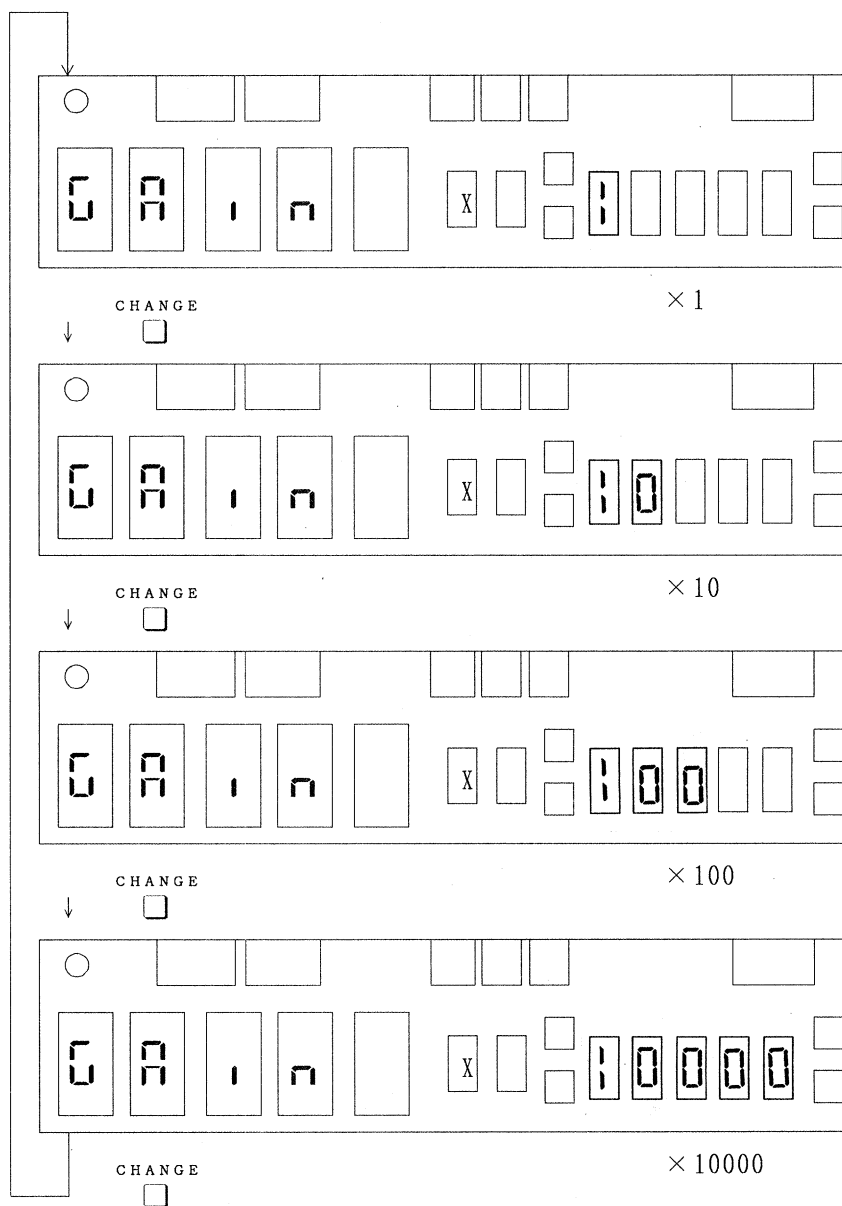 GAin X 1
×1
CHANGE
↓
GAin X 10
×10
CHANGE
↓
GAin X 100
×100
CHANGE
↓
GAin X 10000
×10000
CHANGE